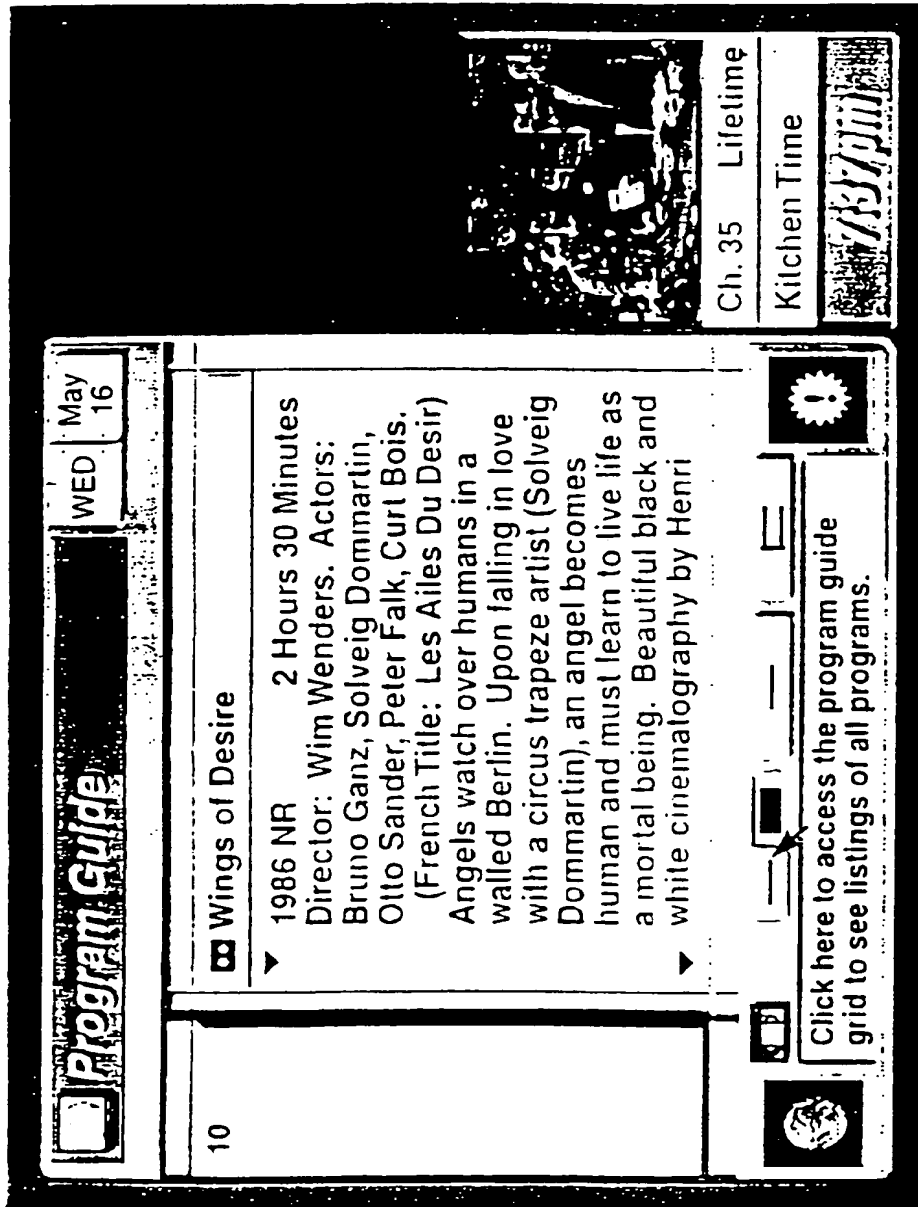 Program Guide
WED May
16
10
Wings of Desire
1986 NR 2 Hours 30 Minutes
Director: Wim Wenders. Actors:
Bruno Ganz, Solveig Dommartin,
Otto Sander, Peter Falk, Curt Bois.
(French Title: Les Ailes Du Desir)
Angels watch over humans in a
walled Berlin. Upon falling in love
with a circus trapeze artist (Solveig
Dommartin), an angel becomes
human and must learn to live life as
a mortal being. Beautiful black and
white cinematography by Henri
!
Click here to access the program guide
grid to see listings of all programs.
Ch. 35 Lifetime
Kitchen Time
7:37pm